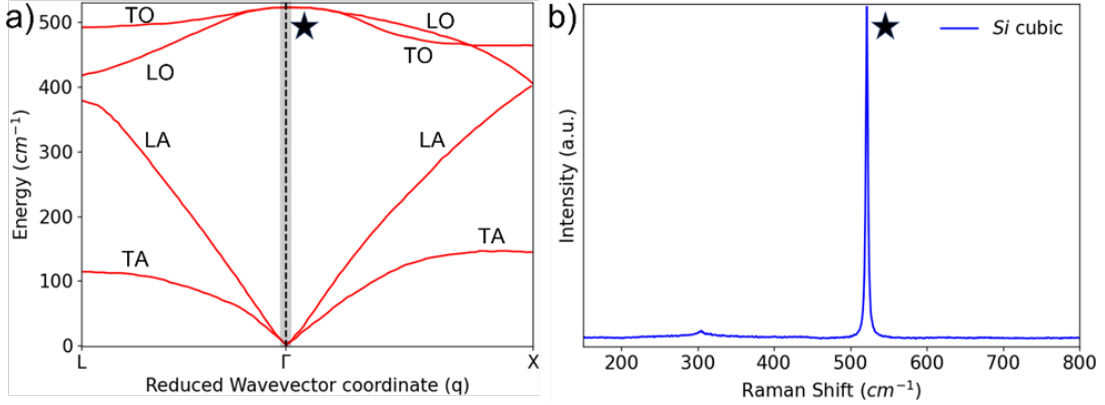 a)
TO
LO
LA
TA
LO
TO
LA
TA
Energy (cm⁻¹)
500
400
300
200
100
0
L
Γ
X
Reduced Wavevector coordinate (q)
b)
Si cubic
Intensity (a.u.)
200
300
400
500
600
700
800
Raman Shift (cm⁻¹)